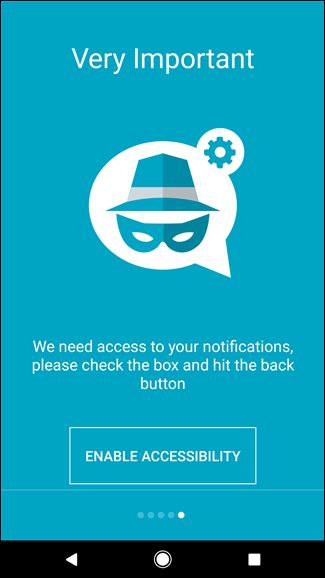 Very Important
We need access to your notifications,
please check the box and hit the back
button
ENABLE ACCESSIBILITY